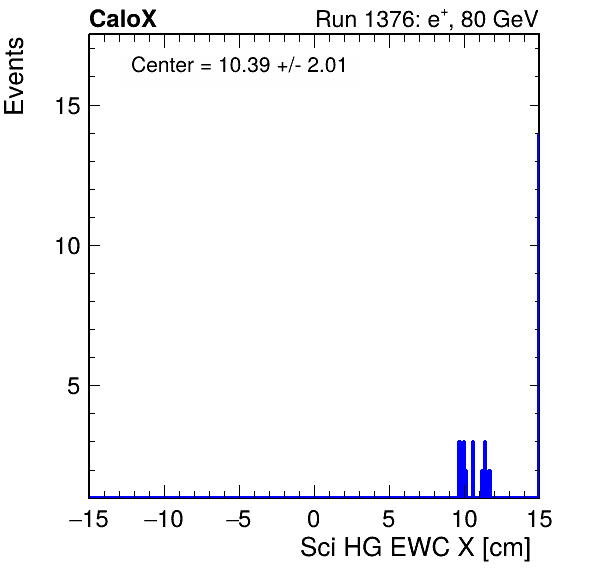 CaloX Run 1376: e⁺, 80 GeV
Center = 10.39 +/- 2.01
Events
15
10
5
−15 −10 −5 0 5 10 15
Sci HG EWC X [cm]